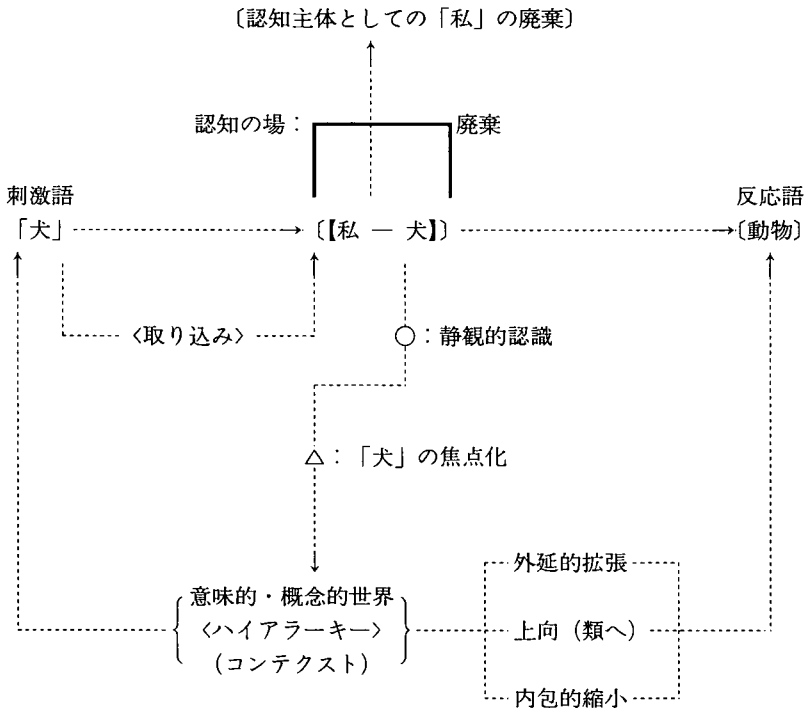 〔認知主体としての「私」の廃棄〕
認知の場： 廃棄
刺激語 反応語
「犬」 〔【私 — 犬】〕 〔動物〕
〈取り込み〉 ○：静観的認識
△：「犬」の焦点化
外延的拡張
意味的・概念的世界
〈ハイアラーキー〉 上向（類へ）
（コンテクスト）
内包的縮小